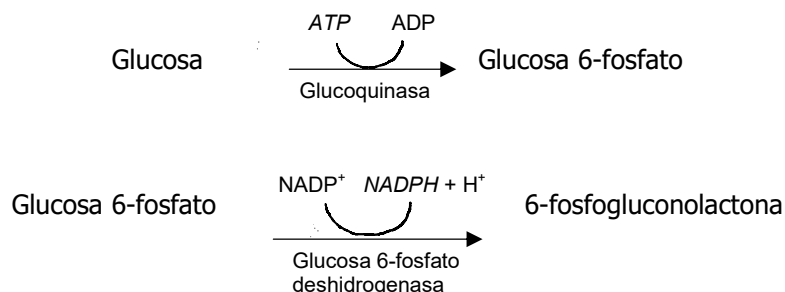 ATP ADP
Glucosa Glucosa 6-fosfato
Glucoquinasa
NADP⁺ NADPH + H⁺
Glucosa 6-fosfato 6-fosfogluconolactona
Glucosa 6-fosfato
deshidrogenasa